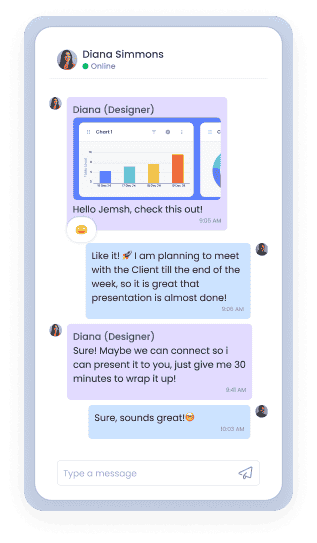 Diana Simmons
Online
Diana (Designer)
Chart 1
Hello Jemsh, check this out!
9:05 AM
Like it! 🚀 I am planning to meet
with the Client till the end of the
week, so it is great that
presentation is almost done!
9:06 AM
Diana (Designer)
Sure! Maybe we can connect so i
can present it to you, just give me 30
minutes to wrap it up!
9:41 AM
Sure, sounds great!😍
10:02 AM
Type a message